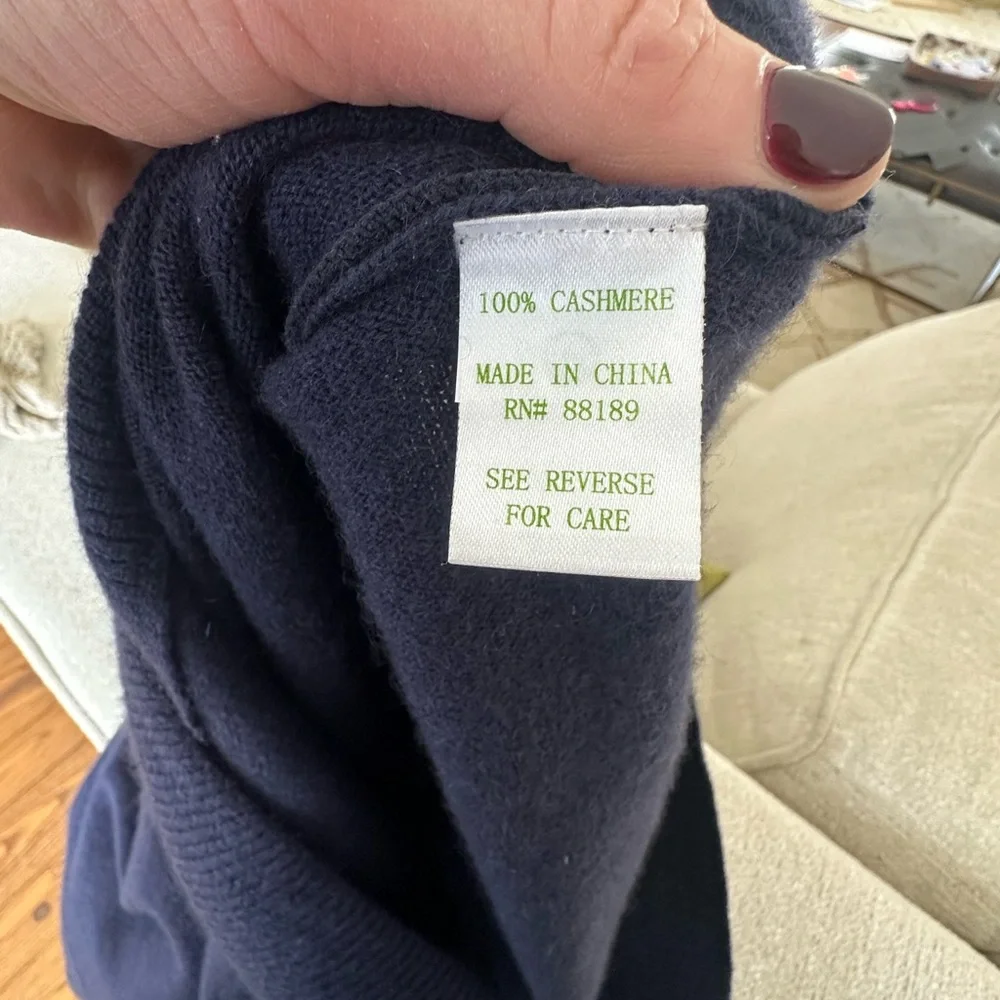 100% CASHMERE
MADE IN CHINA
RN# 88189
SEE REVERSE
FOR CARE